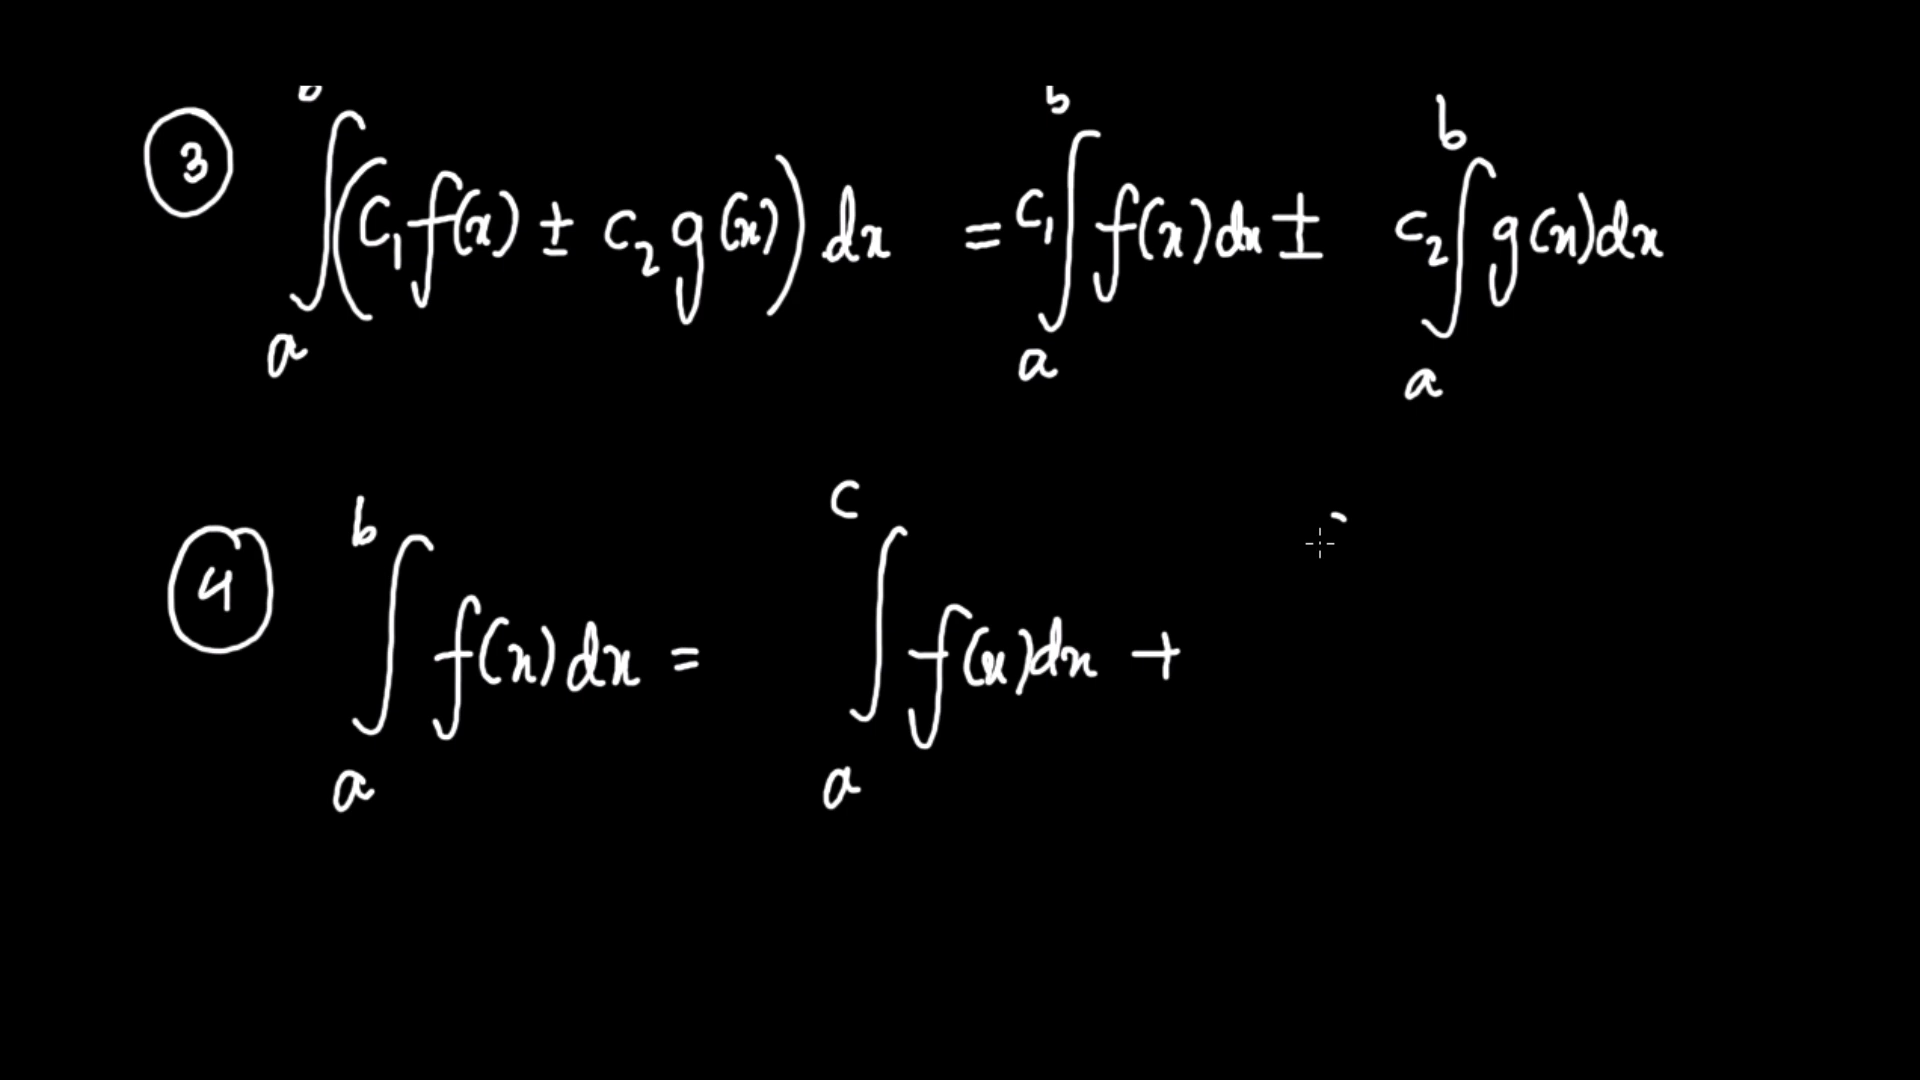 ③ ∫_a^b (c₁f(x) ± c₂g(x)) dx = c₁∫_a^b f(x)dx ± c₂∫_a^b g(x)dx
④ ∫_a^b f(x)dx = ∫_a^c f(x)dx +